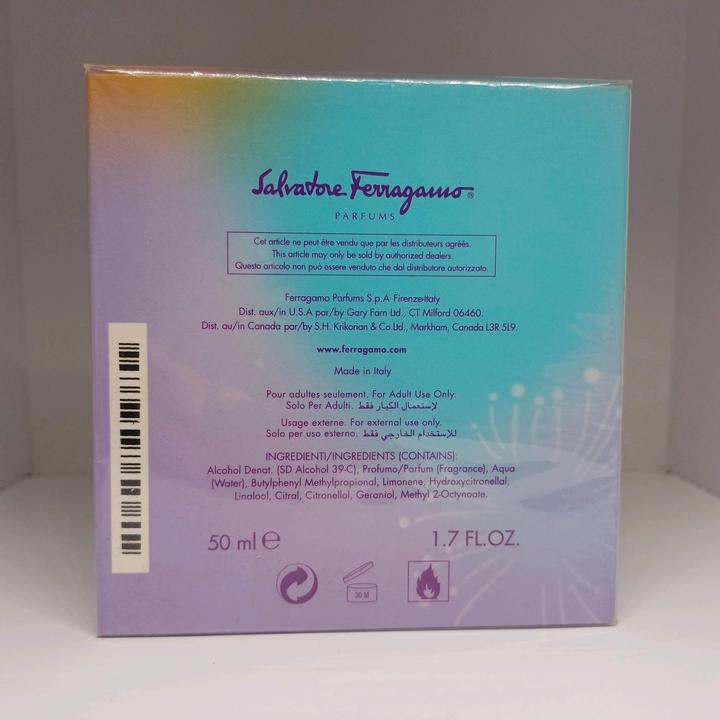 Salvatore Ferragamo®
PARFUMS
Cet article ne peut être vendu que par les distributeurs agréés.
This article may only be sold by authorized dealers.
Questo articolo non può essere venduto che dal distributore autorizzato.
Ferragamo Parfums S.p.A Firenze-Italy
Dist. aux/in U.S.A par/by Gary Farn Ltd., CT Milford 06460.
Dist. au/in Canada par/by S.H. Krikorian & Co.Ltd., Markham, Canada L3R 5L9.
www.ferragamo.com
Made in Italy
Pour adultes seulement. For Adult Use Only.
Solo Per Adulti. لإستعمال الكبار فقط
Usage externe. For external use only.
Solo per uso esterno. للإستخدام الخارجي فقط
INGREDIENTI/INGREDIENTS (CONTAINS):
Alcohol Denat. (SD Alcohol 39-C), Profumo/Parfum (Fragrance), Aqua
(Water), Butylphenyl Methylpropional, Limonene, Hydroxycitronellal,
Linalool, Citral, Citronellal, Geraniol, Methyl 2-Octynoate.
50 ml ℮ 1.7 FL.OZ.
30 M